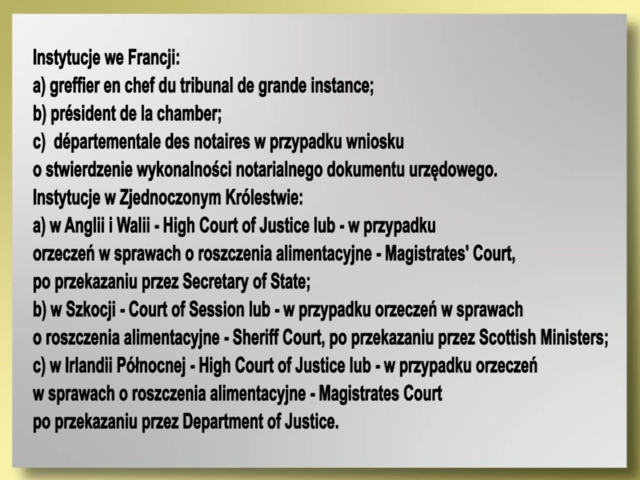 Instytucje we Francji:
a) greffier en chef du tribunal de grande instance;
b) président de la chamber;
c) départementale des notaires w przypadku wniosku
o stwierdzenie wykonalności notarialnego dokumentu urzędowego.
Instytucje w Zjednoczonym Królestwie:
a) w Anglii i Walii - High Court of Justice lub - w przypadku
orzeczeń w sprawach o roszczenia alimentacyjne - Magistrates' Court,
po przekazaniu przez Secretary of State;
b) w Szkocji - Court of Session lub - w przypadku orzeczeń w sprawach
o roszczenia alimentacyjne - Sheriff Court, po przekazaniu przez Scottish Ministers;
c) w Irlandii Północnej - High Court of Justice lub - w przypadku orzeczeń
w sprawach o roszczenia alimentacyjne - Magistrates Court
po przekazaniu przez Department of Justice.